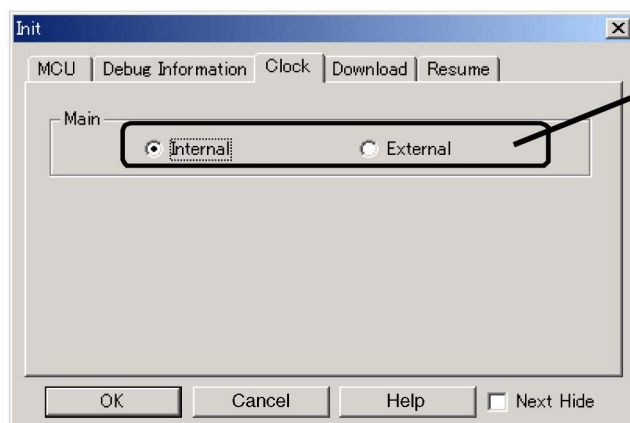 Init
MCU Debug Information Clock Download Resume
Main
Internal External
OK Cancel Help Next Hide